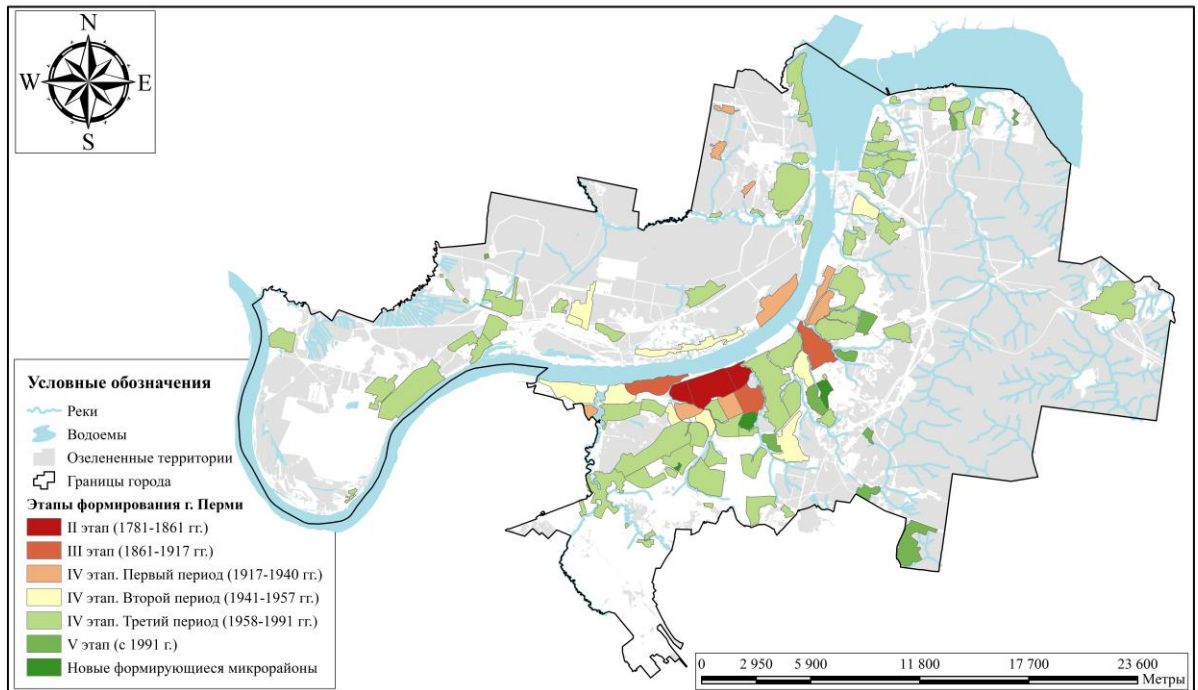 N
W E
S
Условные обозначения
Реки
Водоемы
Озелененные территории
Границы города
Этапы формирования г. Перми
II этап (1781-1861 гг.)
III этап (1861-1917 гг.)
IV этап. Первый период (1917-1940 гг.)
IV этап. Второй период (1941-1957 гг.)
IV этап. Третий период (1958-1991 гг.)
V этап (с 1991 г.)
Новые формирующиеся микрорайоны
0 2 950 5 900 11 800 17 700 23 600
Метры